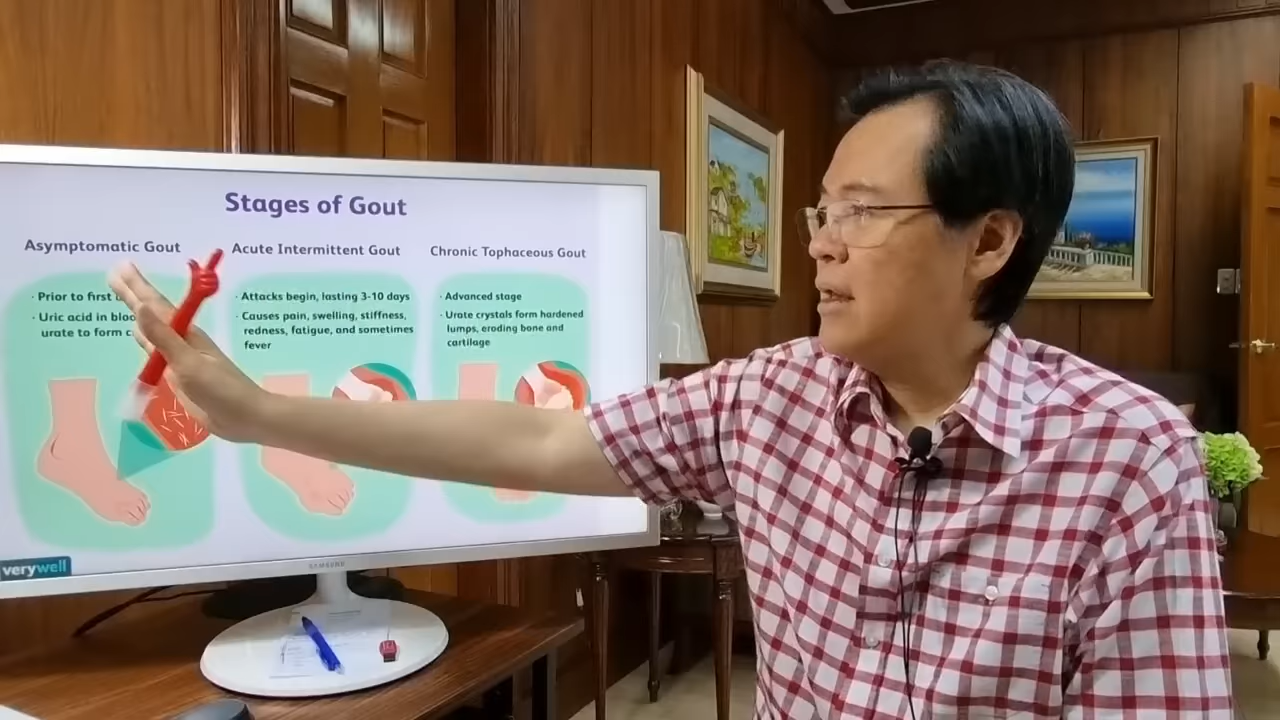 Stages of Gout
Asymptomatic Gout
· Prior to first
· Uric acid in
urate to form
Acute Intermittent Gout
· Attacks begin, lasting 3-10 days
· Causes pain, swelling, stiffness,
redness, fatigue, and sometimes
fever
Chronic Tophaceous Gout
· Advanced stage
· Urate crystals form hardened
lumps, eroding bone and
cartilage
verywell
SAMSUNG